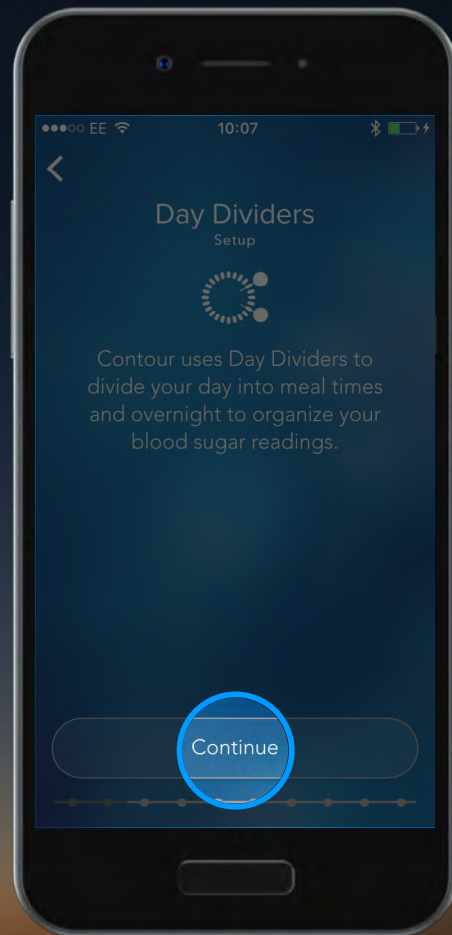 ●●●○○ EE 10:07
Day Dividers
Setup
Contour uses Day Dividers to
divide your day into meal times
and overnight to organize your
blood sugar readings.
Continue